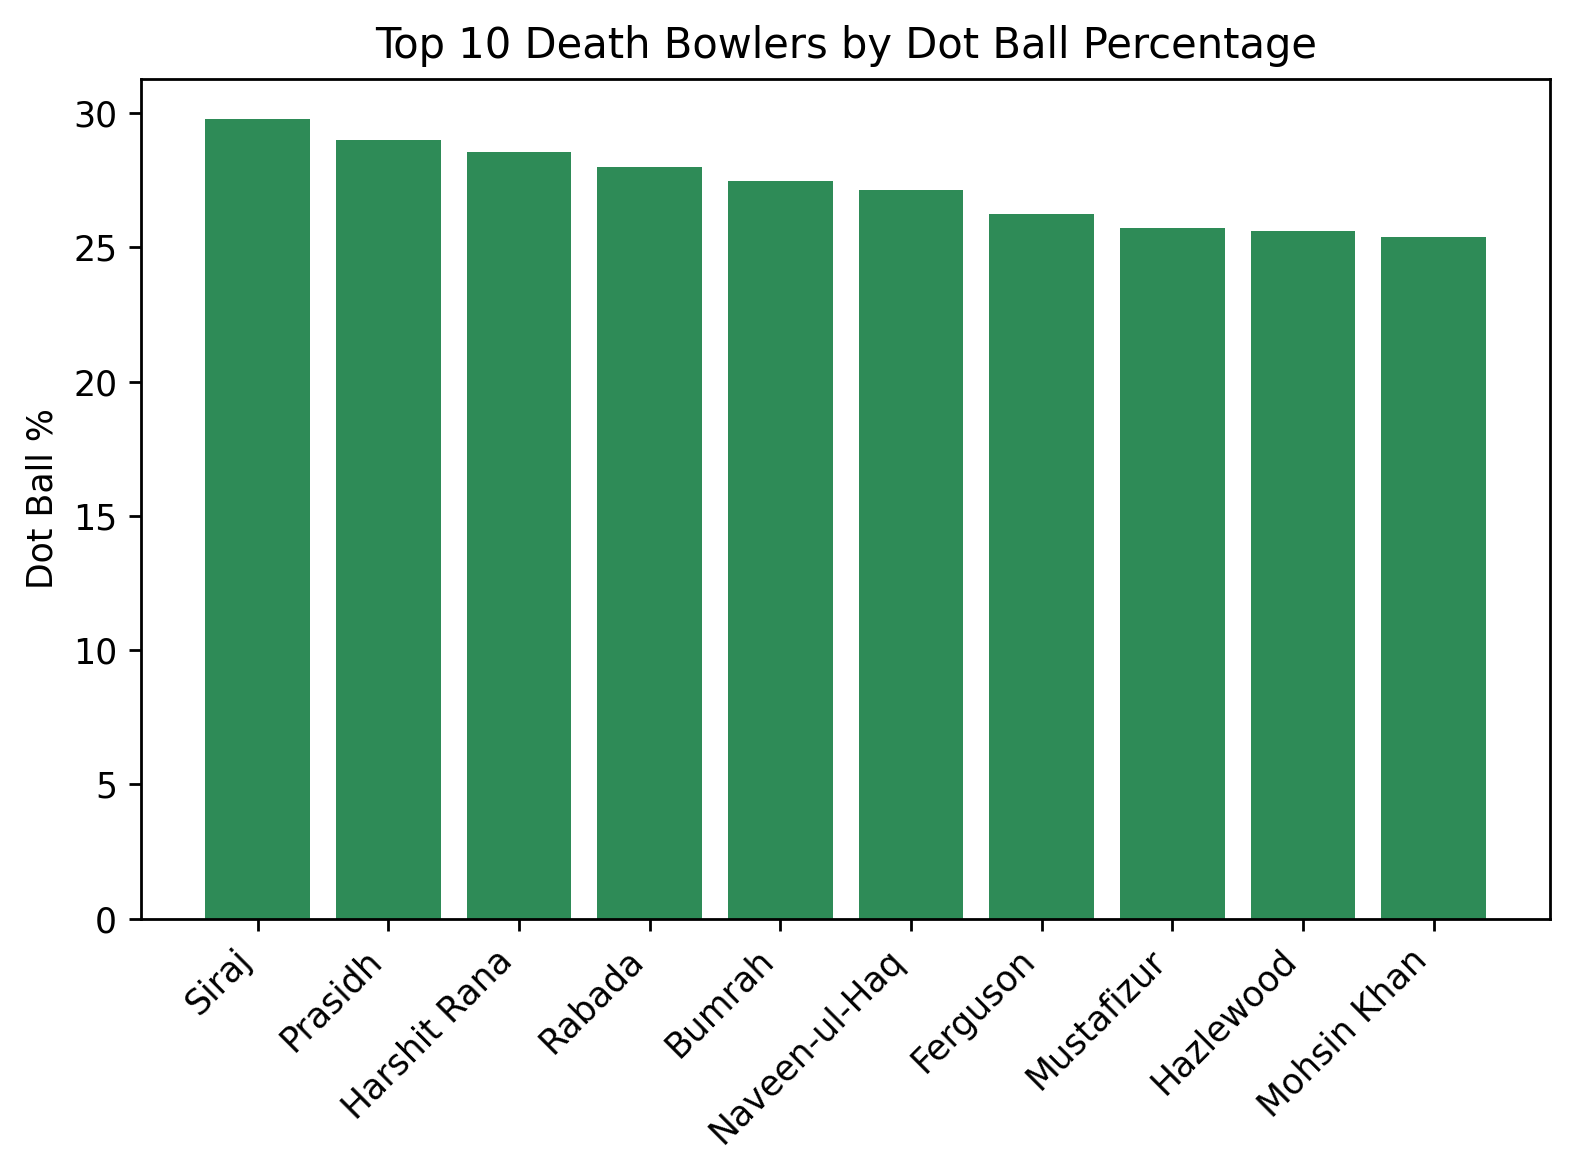 Top 10 Death Bowlers by Dot Ball Percentage
Dot Ball %
30
25
20
15
10
5
0
Siraj
Prasidh
Harshit Rana
Rabada
Bumrah
Naveen-ul-Haq
Ferguson
Mustafizur
Hazlewood
Mohsin Khan